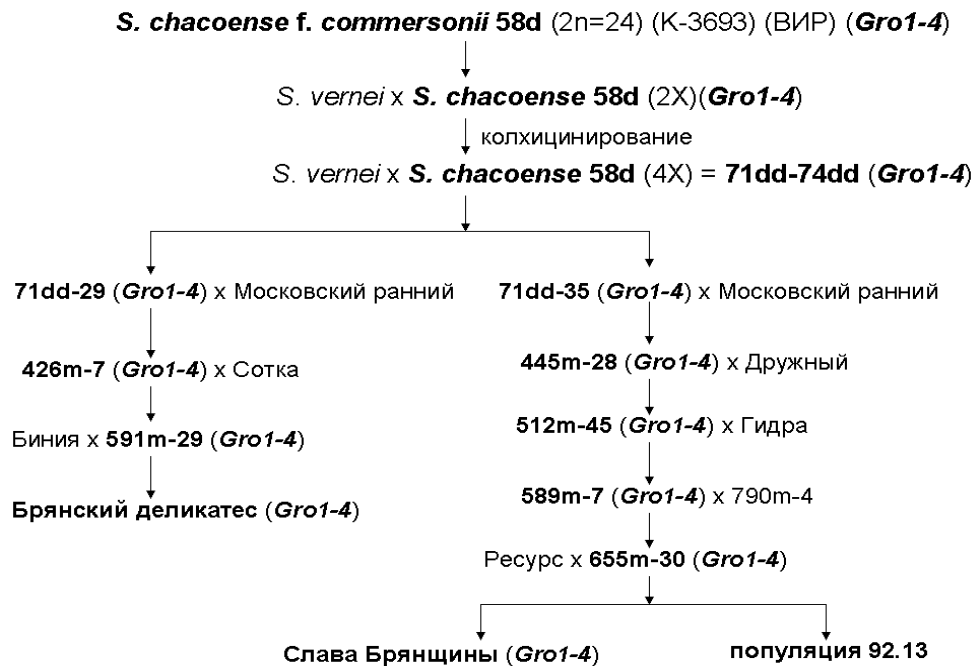 S. chacoense f. commersonii 58d (2n=24) (К-3693) (ВИР) (Gro1-4)
S. vernei x S. chacoense 58d (2X)(Gro1-4)
колхицинирование
S. vernei x S. chacoense 58d (4X) = 71dd-74dd (Gro1-4)
71dd-29 (Gro1-4) x Московский ранний
426m-7 (Gro1-4) x Сотка
Биния x 591m-29 (Gro1-4)
Брянский деликатес (Gro1-4)
71dd-35 (Gro1-4) x Московский ранний
445m-28 (Gro1-4) x Дружный
512m-45 (Gro1-4) x Гидра
589m-7 (Gro1-4) x 790m-4
Ресурс x 655m-30 (Gro1-4)
Слава Брянщины (Gro1-4)
популяция 92.13